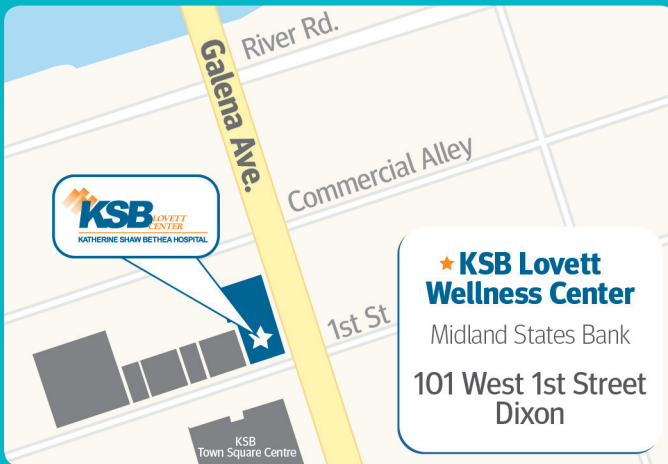 River Rd.
Galena Ave.
Commercial Alley
KSB LOVETT
CENTER
KATHERINE SHAW BETHEA HOSPITAL
1st St
KSB Lovett
Wellness Center
Midland States Bank
101 West 1st Street
Dixon
KSB
Town Square Centre